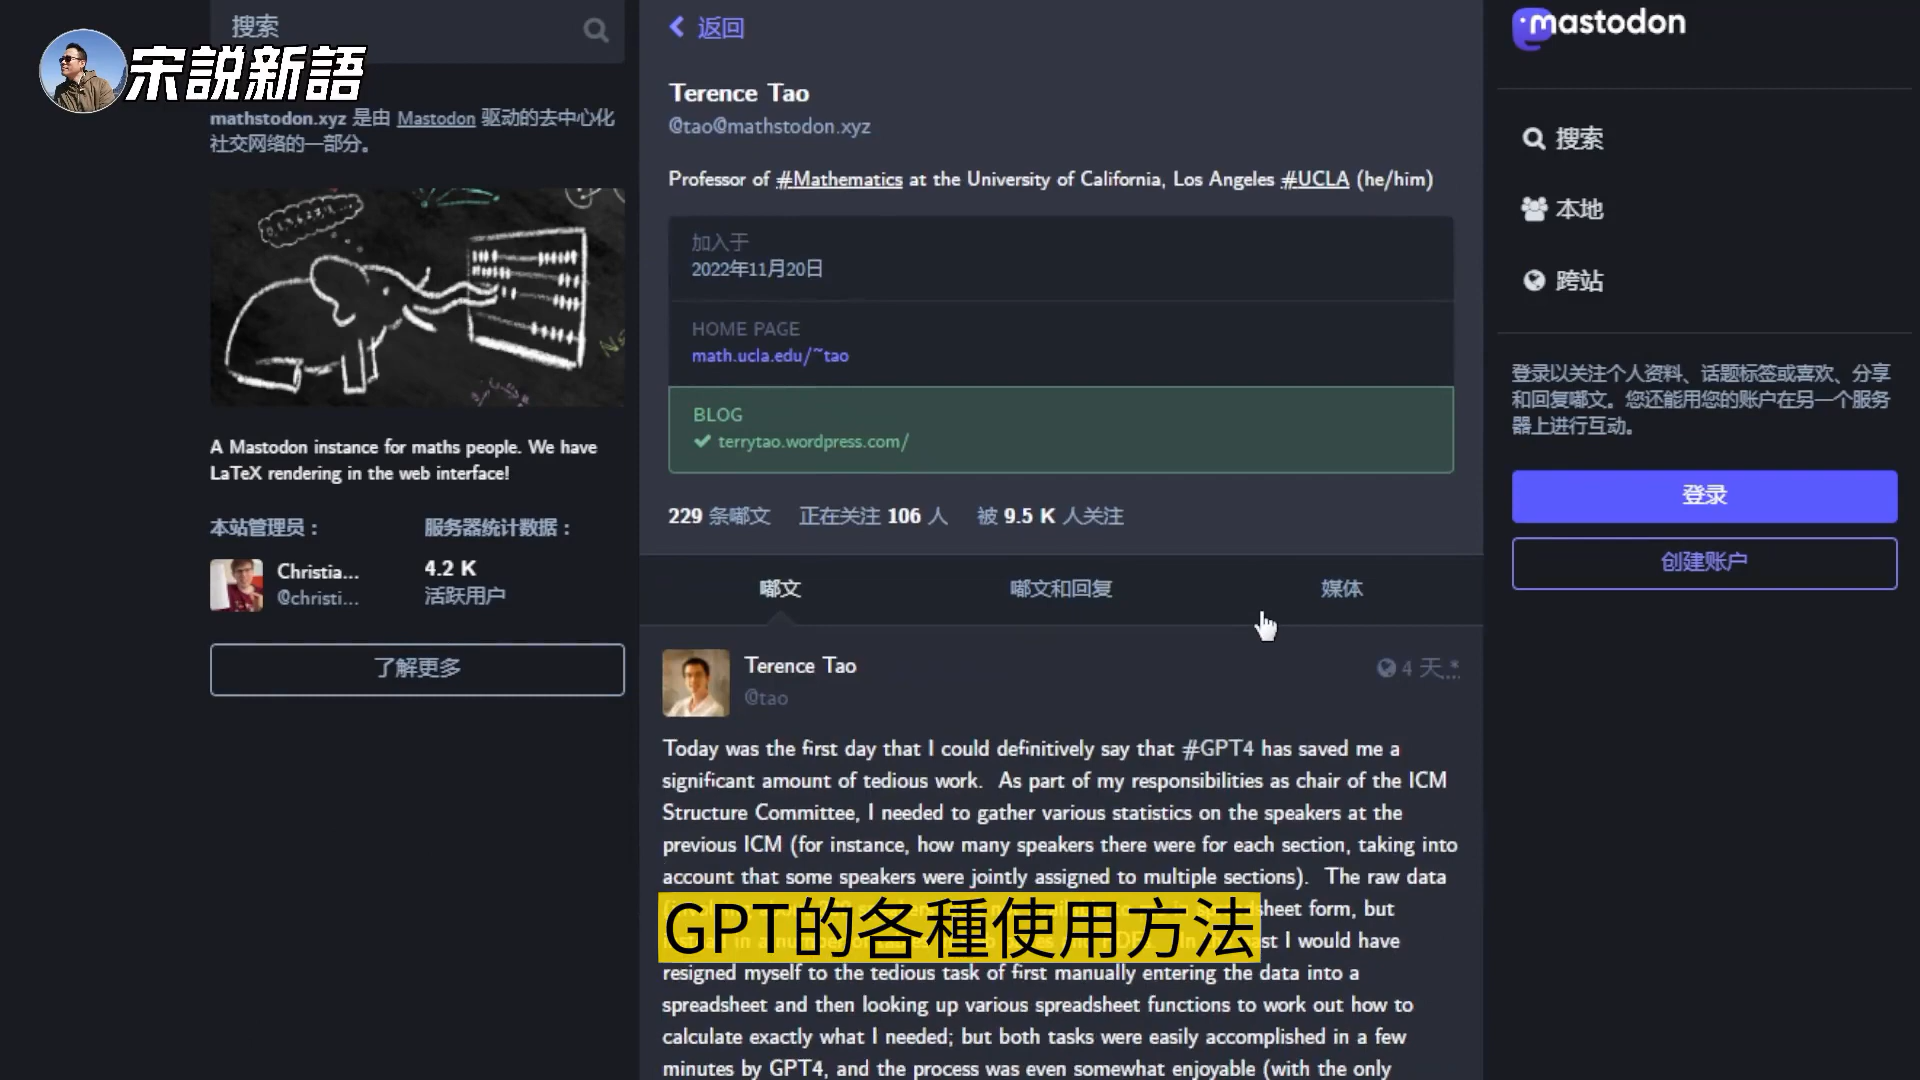 搜索
宋説新語
mathstodon.xyz 是由 Mastodon 驱动的去中心化
社交网络的一部分。
A Mastodon instance for maths people. We have
LaTeX rendering in the web interface!
本站管理员：
Christia...
@christi...
服务器统计数据：
4.2 K
活跃用户
了解更多
返回
Terence Tao
@tao@mathstodon.xyz
Professor of #Mathematics at the University of California, Los Angeles #UCLA (he/him)
加入于
2022年11月20日
HOME PAGE
math.ucla.edu/~tao
BLOG
terrytao.wordpress.com/
229 条嘟文 正在关注 106 人 被 9.5 K 人关注
嘟文 嘟文和回复 媒体
Terence Tao
@tao
4 天...*
Today was the first day that I could definitively say that #GPT4 has saved me a
significant amount of tedious work. As part of my responsibilities as chair of the ICM
Structure Committee, I needed to gather various statistics on the speakers at the
previous ICM (for instance, how many speakers there were for each section, taking into
account that some speakers were jointly assigned to multiple sections). The raw data
sheet form, but
I would have
GPT的各種使用方法
resigned myself to the tedious task of first manually entering the data into a
spreadsheet and then looking up various spreadsheet functions to work out how to
calculate exactly what I needed; but both tasks were easily accomplished in a few
minutes by GPT4, and the process was even somewhat enjoyable (with the only
mastodon
搜索
本地
跨站
登录以关注个人资料、话题标签或喜欢、分享
和回复嘟文。您还能用您的账户在另一个服务
器上进行互动。
登录
创建账户